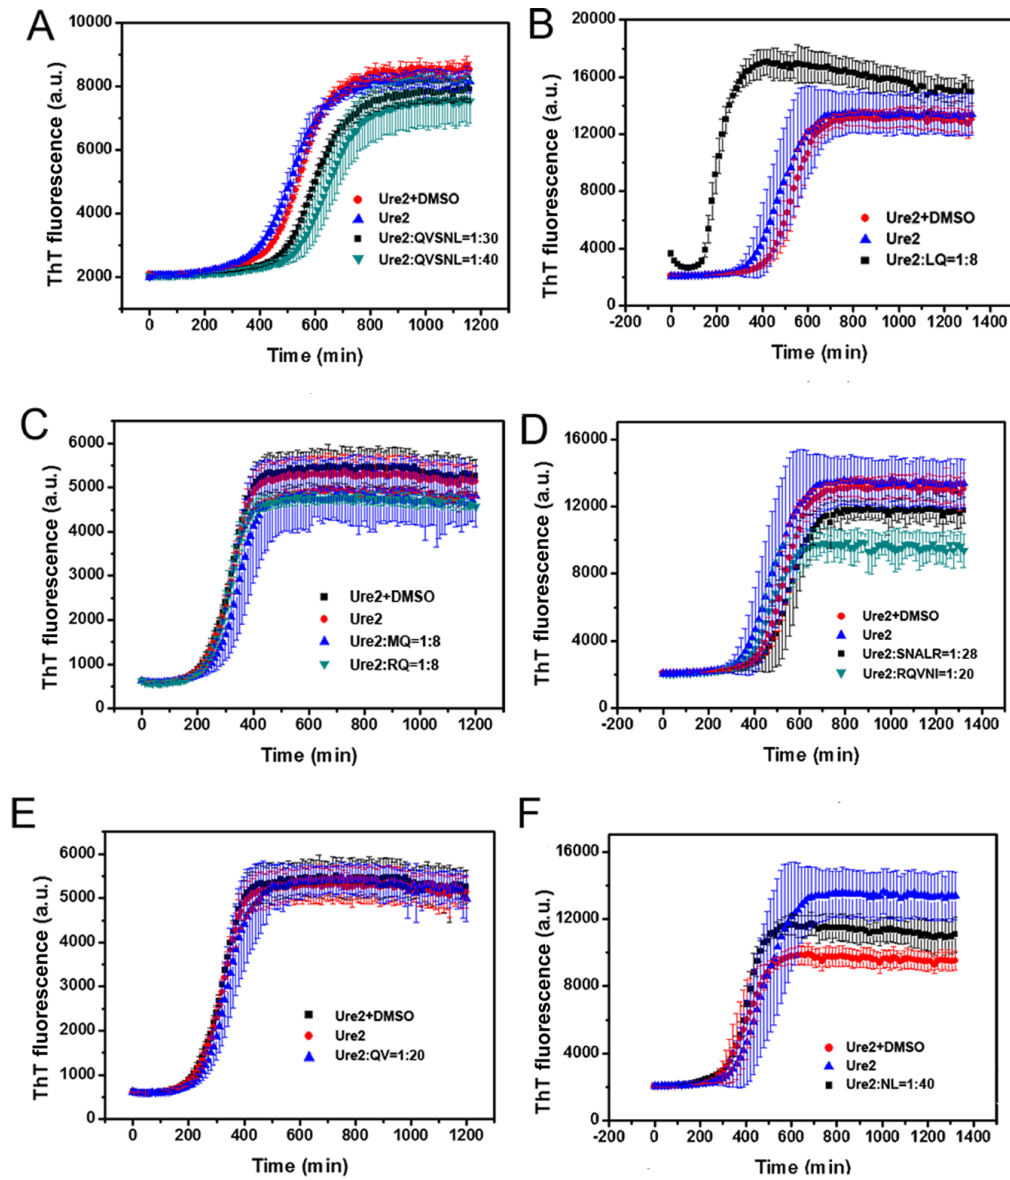 A
10000
8000
6000
4000
2000
ThT fluorescence (a.u.)
Ure2+DMSO
Ure2
Ure2:QVSNL=1:30
Ure2:QVSNL=1:40
0 200 400 600 800 1000 1200
Time (min)
B
20000
16000
12000
8000
4000
0
ThT fluorescence (a.u.)
Ure2+DMSO
Ure2
Ure2:LQ=1:8
-200 0 200 400 600 800 1000 1200 1400
Time (min)
C
6000
5000
4000
3000
2000
1000
0
ThT fluorescence (a.u.)
Ure2+DMSO
Ure2
Ure2:MQ=1:8
Ure2:RQ=1:8
0 200 400 600 800 1000 1200
Time (min)
D
16000
12000
8000
4000
0
ThT fluorescence (a.u.)
Ure2+DMSO
Ure2
Ure2:SNALR=1:28
Ure2:RQVNI=1:20
-200 0 200 400 600 800 1000 1200 1400
Time (min)
E
6000
5000
4000
3000
2000
1000
0
ThT fluorescence (a.u.)
Ure2+DMSO
Ure2
Ure2:QV=1:20
0 200 400 600 800 1000 1200
Time (min)
F
16000
12000
8000
4000
0
ThT fluorescence (a.u.)
Ure2+DMSO
Ure2
Ure2:NL=1:40
-200 0 200 400 600 800 1000 1200 1400
Time (min)